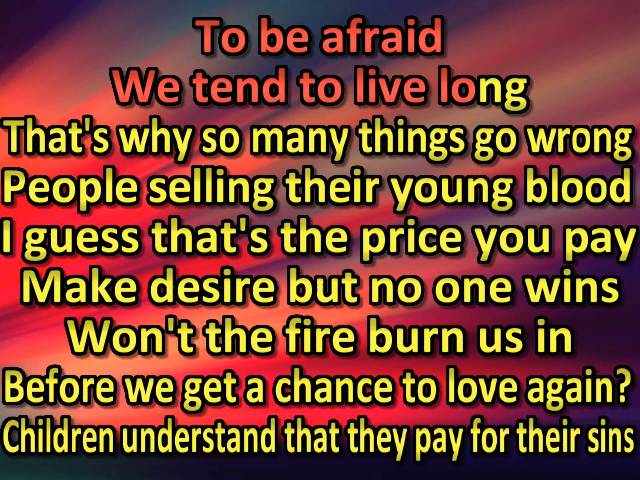 To be afraid
We tend to live long
That's why so many things go wrong
People selling their young blood
I guess that's the price you pay
Make desire but no one wins
Won't the fire burn us in
Before we get a chance to love again?
Children understand that they pay for their sins